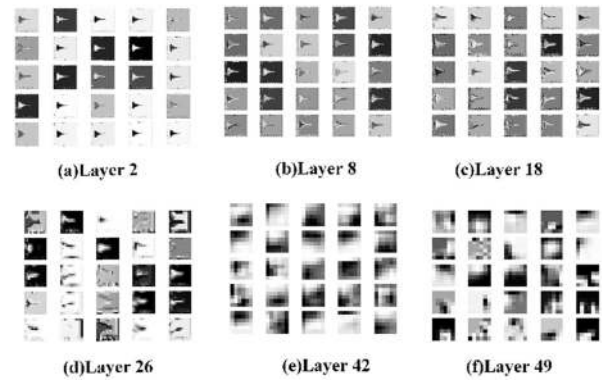 (a)Layer 2
(b)Layer 8
(c)Layer 18
(d)Layer 26
(e)Layer 42
(f)Layer 49